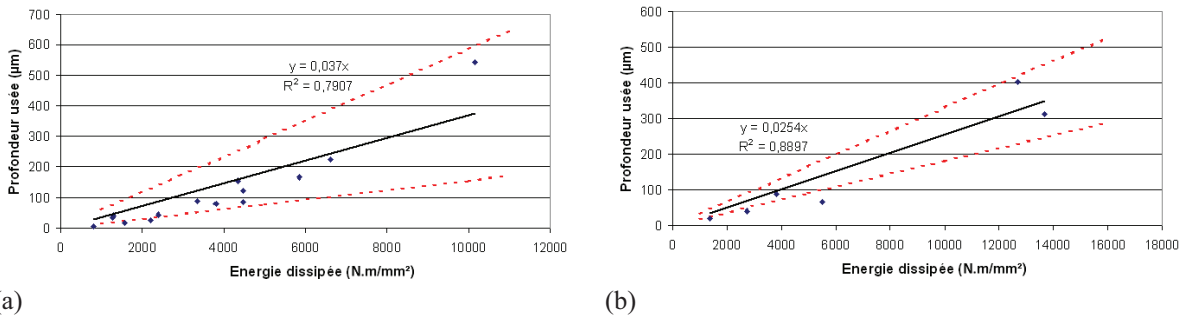 700
600
500
400
300
200
100
0
Profondeur usée (µm)
y = 0,037x
R² = 0,7907
0 2000 4000 6000 8000 10000 12000
Energie dissipée (N.m/mm²)
600
500
400
300
200
100
0
Profondeur usée (µm)
y = 0,0254x
R² = 0,8897
0 2000 4000 6000 8000 10000 12000 14000 16000 18000
Energie dissipée (N.m/mm²)
a)
(b)